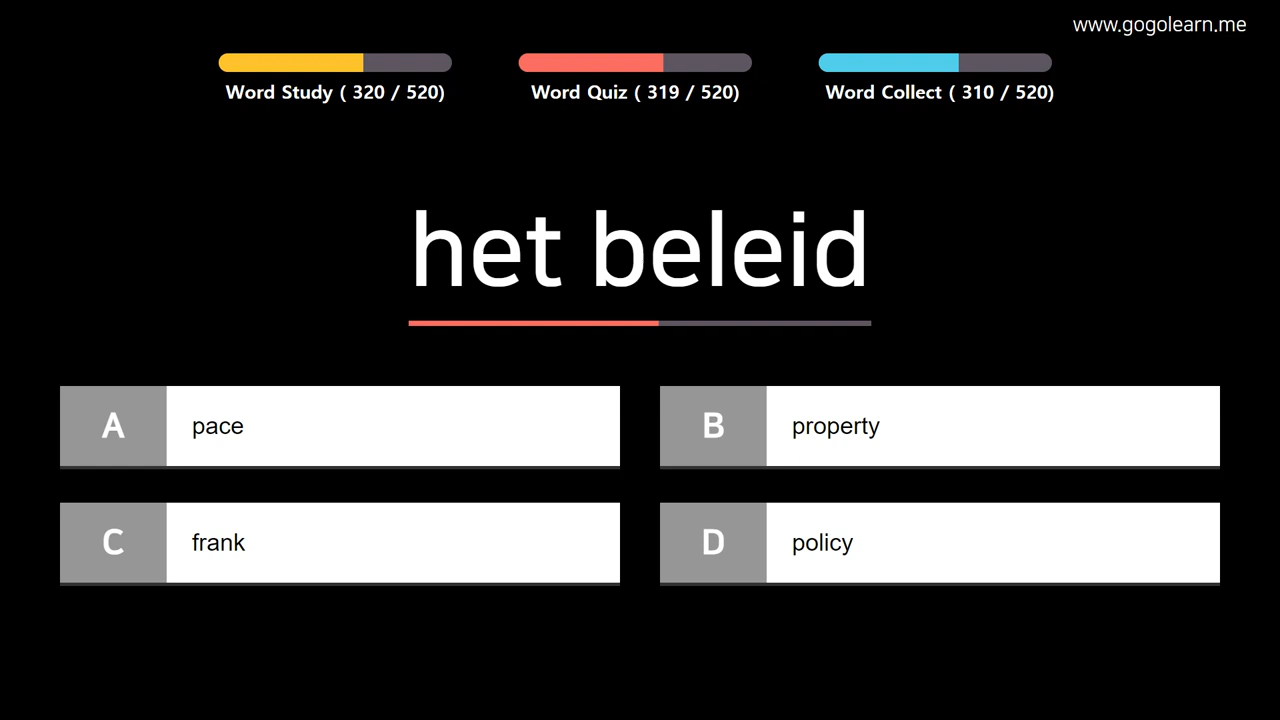 www.gogolearn.me
Word Study ( 320 / 520)
Word Quiz ( 319 / 520)
Word Collect ( 310 / 520)
het beleid
A pace
B property
C frank
D policy